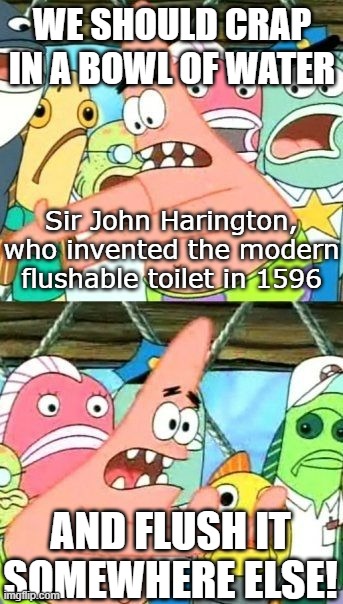 WE SHOULD CRAP
IN A BOWL OF WATER
Sir John Harington,
who invented the modern
flushable toilet in 1596
AND FLUSH IT
SOMEWHERE ELSE!
imgflip.com